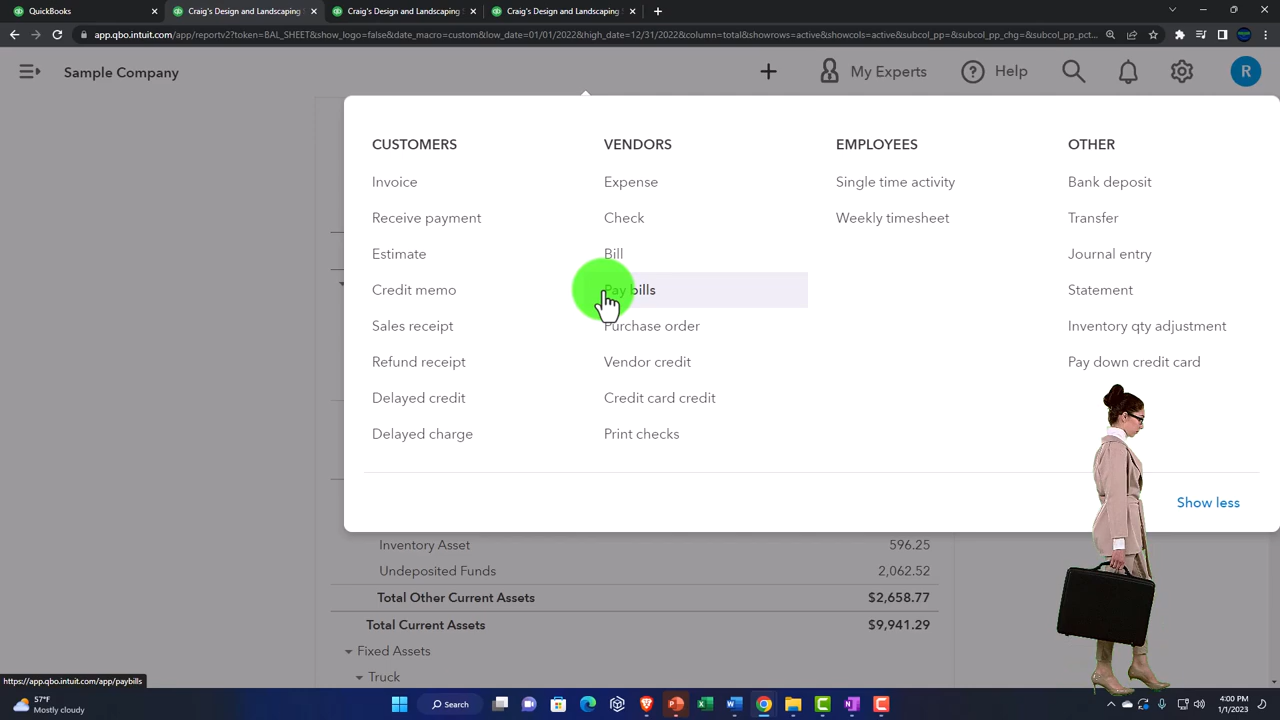 QuickBooks
Craig's Design and Landscaping
Craig's Design and Landscaping
Craig's Design and Landscaping
app.qbo.intuit.com/app/reportv2?token=BAL_SHEET&show_logo=false&date_macro=custom&low_date=01/01/2022&high_date=12/31/2022&column=total&showrows=active&showcols=active&subcol_pp=&subcol_pp_chg=&subcol_pp_pct...
Sample Company
My Experts
Help
R
CUSTOMERS
Invoice
Receive payment
Estimate
Credit memo
Sales receipt
Refund receipt
Delayed credit
Delayed charge
VENDORS
Expense
Check
Bill
Pay bills
Purchase order
Vendor credit
Credit card credit
Print checks
EMPLOYEES
Single time activity
Weekly timesheet
OTHER
Bank deposit
Transfer
Journal entry
Statement
Inventory qty adjustment
Pay down credit card
Show less
Inventory Asset 596.25
Undeposited Funds 2,062.52
Total Other Current Assets $2,658.77
Total Current Assets $9,941.29
Fixed Assets
Truck
https://app.qbo.intuit.com/app/paybills
57°F
Mostly cloudy
Search
4:00 PM
1/1/2023